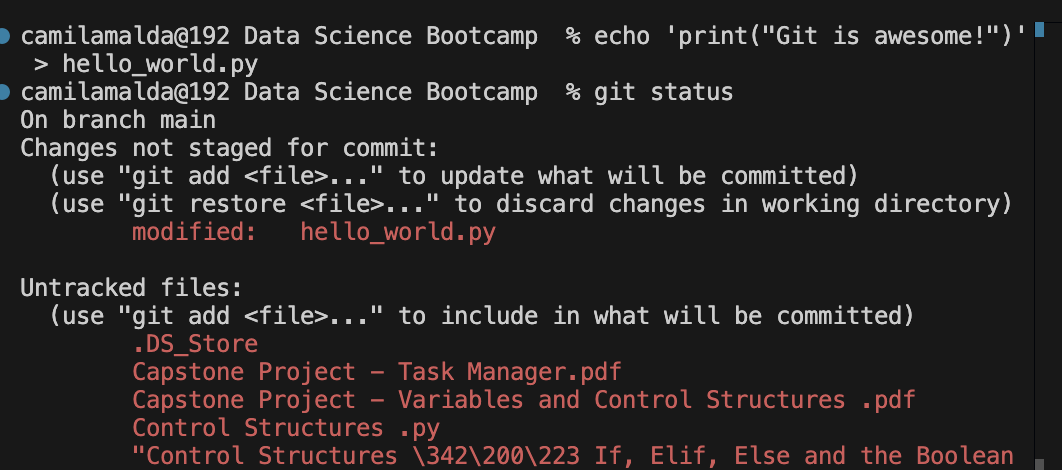 camilamalda@192 Data Science Bootcamp  % echo 'print("Git is awesome!")'
 > hello_world.py
camilamalda@192 Data Science Bootcamp  % git status
On branch main
Changes not staged for commit:
  (use "git add <file>..." to update what will be committed)
  (use "git restore <file>..." to discard changes in working directory)
        modified:   hello_world.py

Untracked files:
  (use "git add <file>..." to include in what will be committed)
        .DS_Store
        Capstone Project - Task Manager.pdf
        Capstone Project - Variables and Control Structures .pdf
        Control Structures .py
        "Control Structures \342\200\223 If, Elif, Else and the Boolean